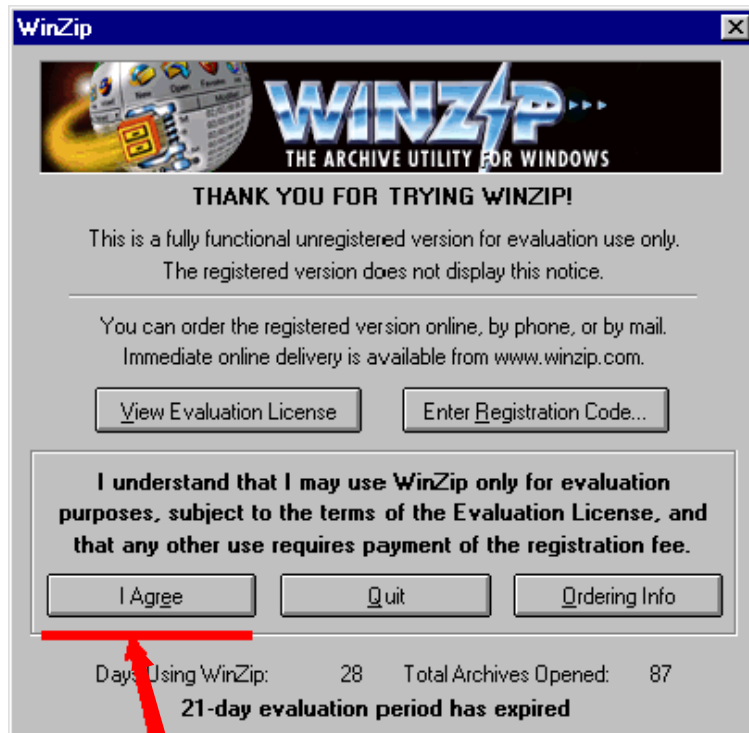 WinZip
WINZIP
THE ARCHIVE UTILITY FOR WINDOWS
THANK YOU FOR TRYING WINZIP!
This is a fully functional unregistered version for evaluation use only.
The registered version does not display this notice.
You can order the registered version online, by phone, or by mail.
Immediate online delivery is available from www.winzip.com.
View Evaluation License Enter Registration Code...
I understand that I may use WinZip only for evaluation
purposes, subject to the terms of the Evaluation License, and
that any other use requires payment of the registration fee.
I Agree Quit Ordering Info
Days Using WinZip: 28 Total Archives Opened: 87
21-day evaluation period has expired